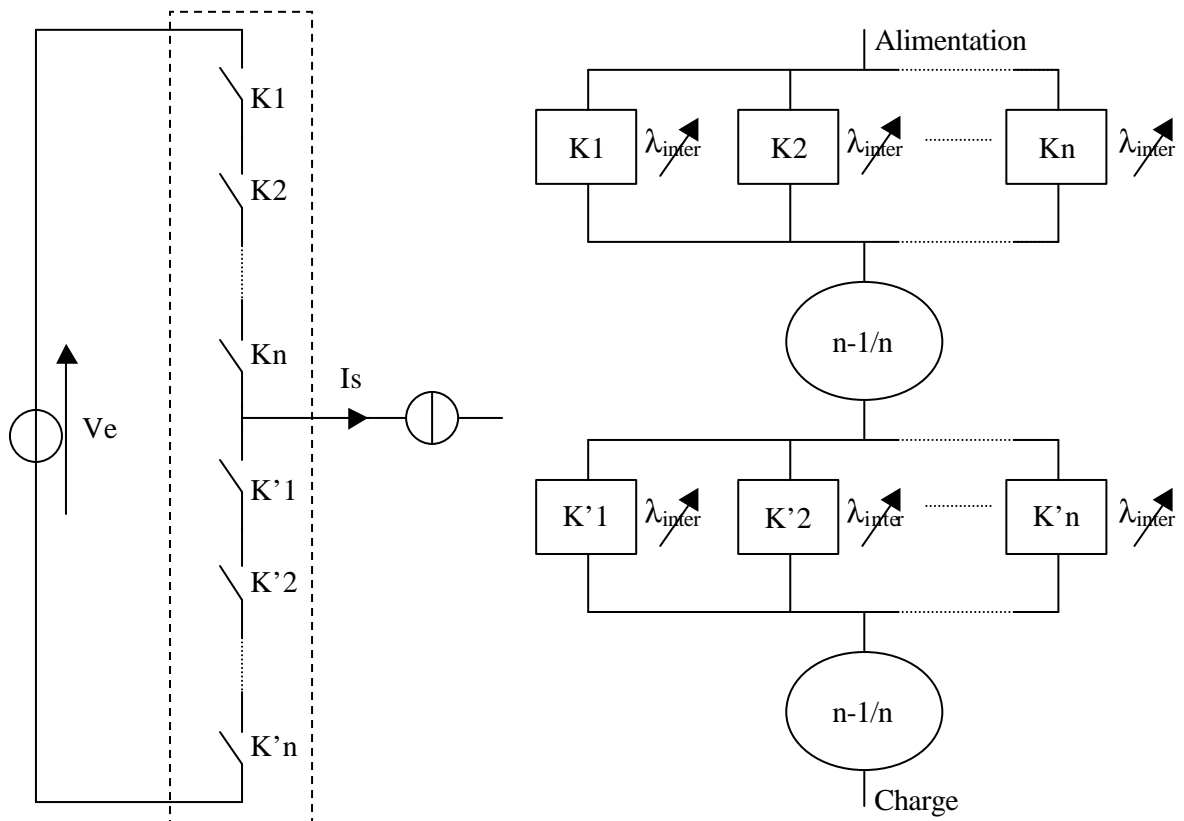 K1
K2
Kn
Is
Ve
K’1
K’2
K’n
Alimentation
K1 λinter K2 λinter Kn λinter
n-1/n
K’1 λinter K’2 λinter K’n λinter
n-1/n
Charge